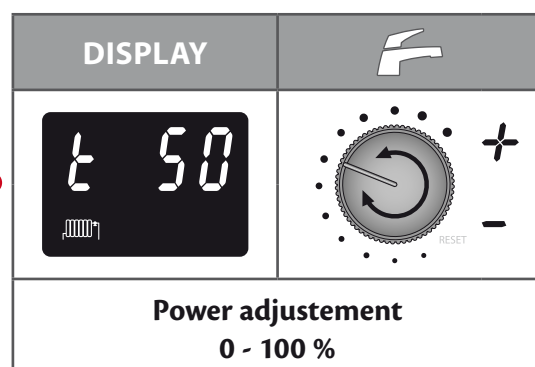 DISPLAY
t 50
+
RESET
-
Power adjustement
0 - 100 %